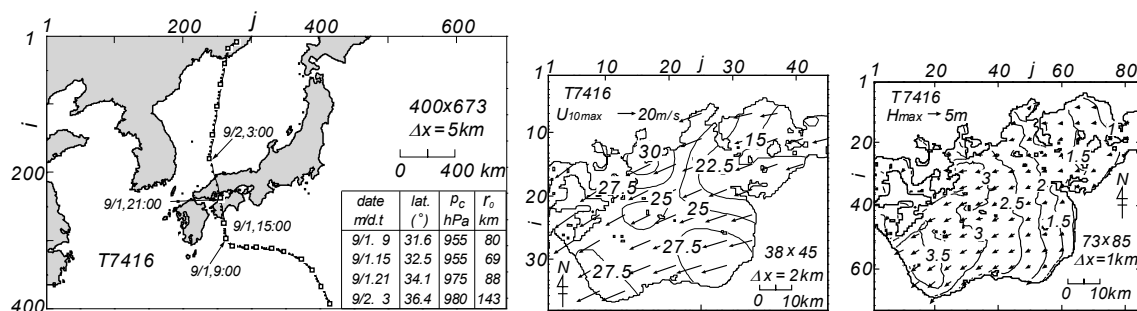 1 200 j 400 600
1
i
200
400
400x673
Δx=5km
0 400 km
9/2,3:00
9/1,21:00
9/1,15:00
9/1,9:00
T7416
date lat. pc r₀
m/d.t (°) hPa km
9/1. 9 31.6 955 80
9/1.15 32.5 955 69
9/1.21 34.1 975 88
9/2. 3 36.4 980 143
1 10 20 j 30 40
1
10
20
i
30
T7416
U10max → 20m/s
15
30
22.5
27.5
25
25
27.5
27.5
38x45
Δx=2km
N
0 10km
1 20 40 j 60 80
1
20
i
40
60
T7416
Hmax → 5m
1
1.5
3
2
2.5
1.5
3
3.5
N
73x85
Δx=1km
0 10km